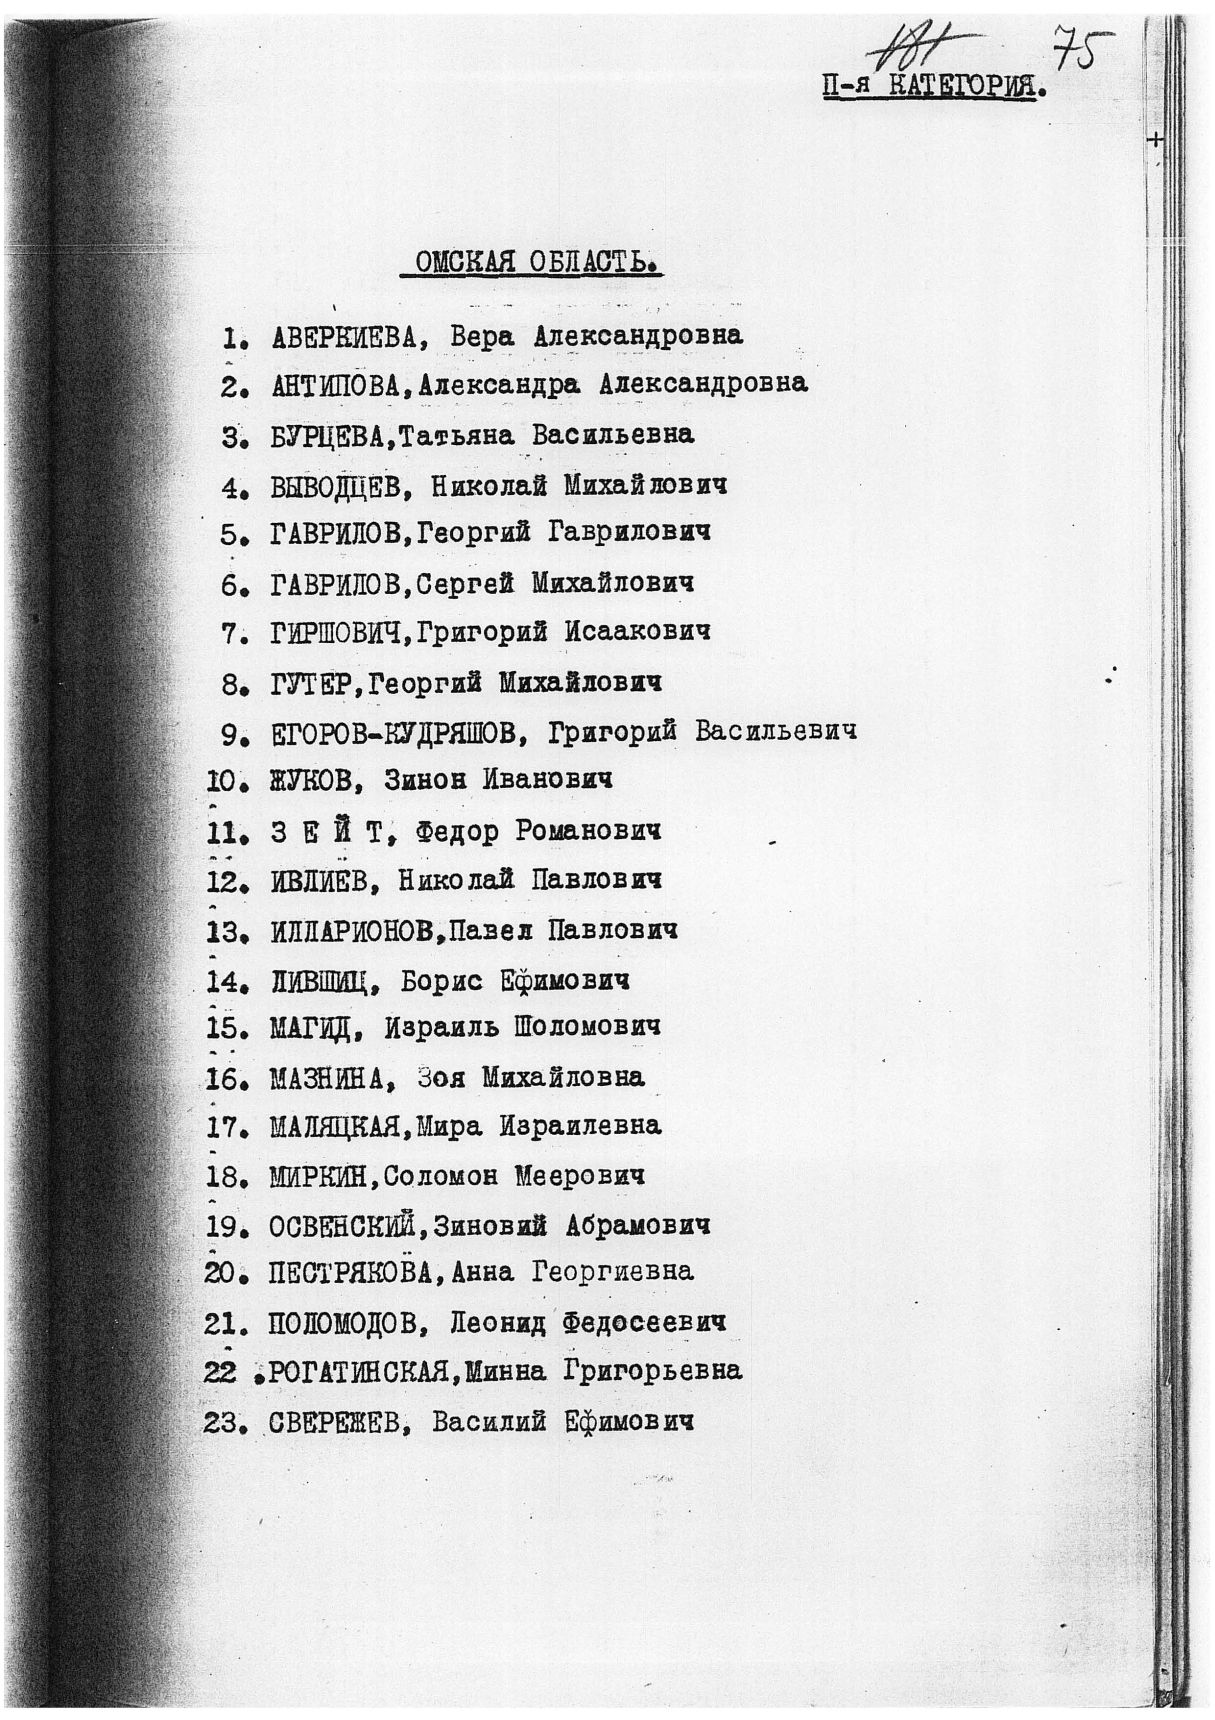 181 75
П-я КАТЕГОРИЯ.
ОМСКАЯ ОБЛАСТЬ.
1. АВЕРКИЕВА, Вера Александровна
2. АНТИПОВА,Александра Александровна
3. БУРЦЕВА,Татьяна Васильевна
4. ВЫВОДЦЕВ, Николай Михайлович
5. ГАВРИЛОВ,Георгий Гаврилович
6. ГАВРИЛОВ,Сергей Михайлович
7. ГИРШОВИЧ,Григорий Исаакович
8. ГУТЕР,Георгий Михайлович
9. ЕГОРОВ-КУДРЯШОВ, Григорий Васильевич
10. ЖУКОВ, Зинон Иванович
11. З Е Й Т, Федор Романович
12. ИВЛИЕВ, Николай Павлович
13. ИЛЛАРИОНОВ,Павел Павлович
14. ЛИВШИЦ, Борис Ефимович
15. МАГИД, Израиль Шоломович
16. МАЗНИНА, Зоя Михайловна
17. МАЛЯЦКАЯ,Мира Израилевна
18. МИРКИН,Соломон Меерович
19. ОСВЕНСКИЙ,Зиновий Абрамович
20. ПЕСТРЯКОВА,Анна Георгиевна
21. ПОЛОМОДОВ, Леонид Федосеевич
22 .РОГАТИНСКАЯ,Минна Григорьевна
23. СВЕРЕЖЕВ, Василий Ефимович